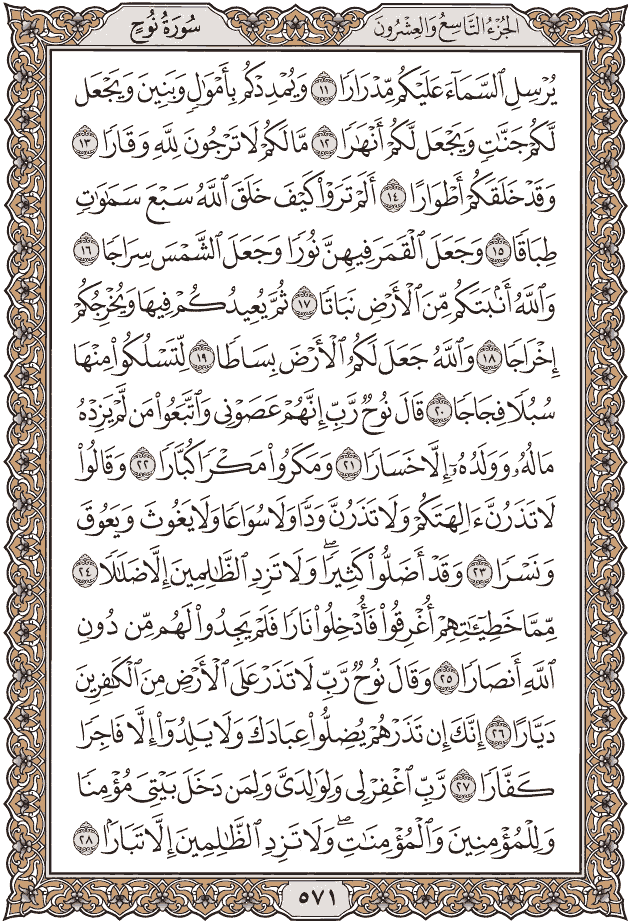 الجزء التاسع والعشرون
سورة نوح
يُرْسِلِ ٱلسَّمَآءَ عَلَيْكُم مِّدْرَارًا ١١ وَيُمْدِدْكُم بِأَمْوَٰلٍ وَبَنِينَ وَيَجْعَل
لَّكُمْ جَنَّٰتٍ وَيَجْعَل لَّكُمْ أَنْهَٰرًا ١٢ مَّا لَكُمْ لَا تَرْجُونَ لِلَّهِ وَقَارًا ١٣
وَقَدْ خَلَقَكُمْ أَطْوَارًا ١٤ أَلَمْ تَرَوْا۟ كَيْفَ خَلَقَ ٱللَّهُ سَبْعَ سَمَٰوَٰتٍ
طِبَاقًا ١٥ وَجَعَلَ ٱلْقَمَرَ فِيهِنَّ نُورًا وَجَعَلَ ٱلشَّمْسَ سِرَاجًا ١٦
وَٱللَّهُ أَنۢبَتَكُم مِّنَ ٱلْأَرْضِ نَبَاتًا ١٧ ثُمَّ يُعِيدُكُمْ فِيهَا وَيُخْرِجُكُمْ
إِخْرَاجًا ١٨ وَٱللَّهُ جَعَلَ لَكُمُ ٱلْأَرْضَ بِسَاطًا ١٩ لِّتَسْلُكُوا۟ مِنْهَا
سُبُلًا فِجَاجًا ٢٠ قَالَ نُوحٌ رَّبِّ إِنَّهُمْ عَصَوْنِى وَٱتَّبَعُوا۟ مَن لَّمْ يَزِدْهُ
مَالُهُۥ وَوَلَدُهُۥٓ إِلَّا خَسَارًا ٢١ وَمَكَرُوا۟ مَكْرًا كُبَّارًا ٢٢ وَقَالُوا۟
لَا تَذَرُنَّ ءَالِهَتَكُمْ وَلَا تَذَرُنَّ وَدًّا وَلَا سُوَاعًا وَلَا يَغُوثَ وَيَعُوقَ
وَنَسْرًا ٢٣ وَقَدْ أَضَلُّوا۟ كَثِيرًا ۖ وَلَا تَزِدِ ٱلظَّٰلِمِينَ إِلَّا ضَلَٰلًا ٢٤
مِّمَّا خَطِيٓـَٰٔتِهِمْ أُغْرِقُوا۟ فَأُدْخِلُوا۟ نَارًا فَلَمْ يَجِدُوا۟ لَهُم مِّن دُونِ
ٱللَّهِ أَنصَارًا ٢٥ وَقَالَ نُوحٌ رَّبِّ لَا تَذَرْ عَلَى ٱلْأَرْضِ مِنَ ٱلْكَٰفِرِينَ
دَيَّارًا ٢٦ إِنَّكَ إِن تَذَرْهُمْ يُضِلُّوا۟ عِبَادَكَ وَلَا يَلِدُوٓا۟ إِلَّا فَاجِرًا
كَفَّارًا ٢٧ رَّبِّ ٱغْفِرْ لِى وَلِوَٰلِدَىَّ وَلِمَن دَخَلَ بَيْتِىَ مُؤْمِنًا
وَلِلْمُؤْمِنِينَ وَٱلْمُؤْمِنَٰتِ ۖ وَلَا تَزِدِ ٱلظَّٰلِمِينَ إِلَّا تَبَارًۢا ٢٨
٥٧١